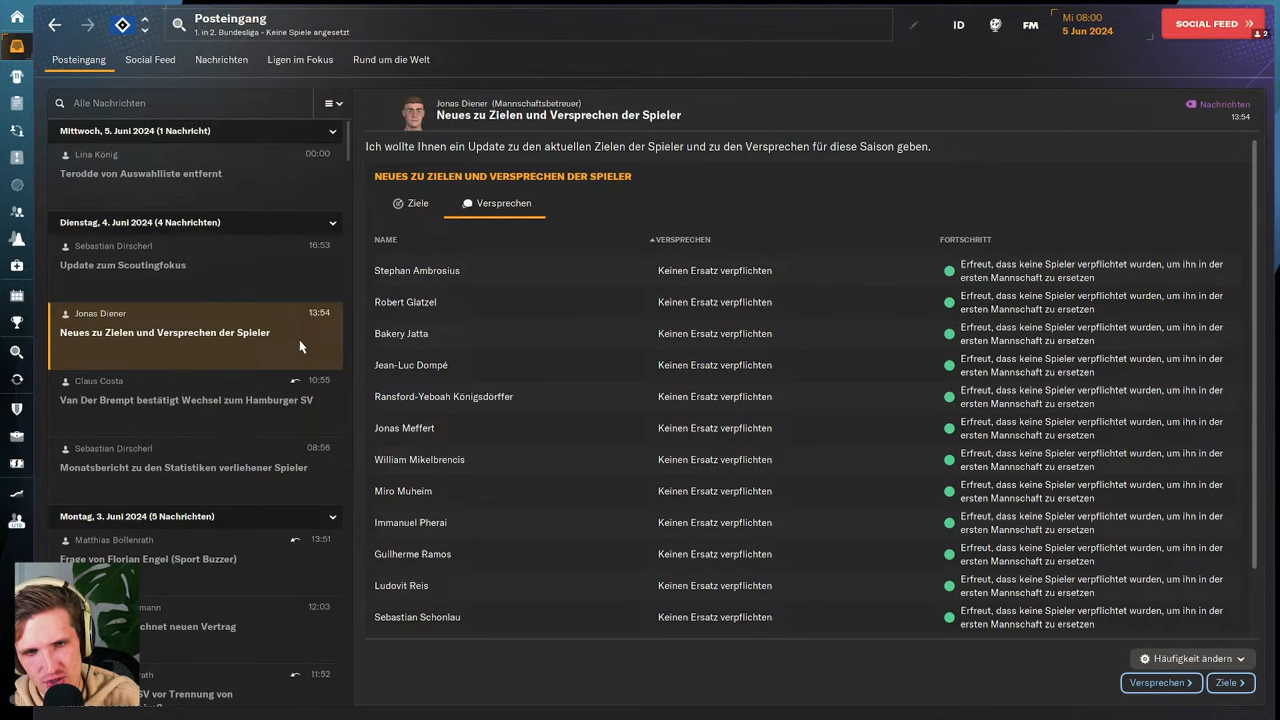 Posteingang
1. in 2. Bundesliga - Keine Spiele angesetzt
ID
FM
Mi 08:00
5 Jun 2024
SOCIAL FEED
2
Posteingang
Social Feed
Nachrichten
Ligen im Fokus
Rund um die Welt
Alle Nachrichten
Mittwoch, 5. Juni 2024 (1 Nachricht)
Lina König
00:00
Terodde von Auswahlliste entfernt
Dienstag, 4. Juni 2024 (4 Nachrichten)
Sebastian Dirscherl
16:53
Update zum Scoutingfokus
Jonas Diener
13:54
Neues zu Zielen und Versprechen der Spieler
Claus Costa
10:55
Van Der Brempt bestätigt Wechsel zum Hamburger SV
Sebastian Dirscherl
08:56
Monatsbericht zu den Statistiken verliehener Spieler
Montag, 3. Juni 2024 (5 Nachrichten)
Matthias Bollenrath
13:51
Frage von Florian Engel (Sport Buzzer)
12:03
neuen Vertrag
11:52
SV vor Trennung von
U19
Jonas Diener (Mannschaftsbetreuer)
Neues zu Zielen und Versprechen der Spieler
Nachrichten
13:54
Ich wollte Ihnen ein Update zu den aktuellen Zielen der Spieler und zu den Versprechen für diese Saison geben.
NEUES ZU ZIELEN UND VERSPRECHEN DER SPIELER
Ziele
Versprechen
NAME
VERSPRECHEN
FORTSCHRITT
Stephan Ambrosius
Keinen Ersatz verpflichten
Erfreut, dass keine Spieler verpflichtet wurden, um ihn in der
ersten Mannschaft zu ersetzen
Robert Glatzel
Keinen Ersatz verpflichten
Erfreut, dass keine Spieler verpflichtet wurden, um ihn in der
ersten Mannschaft zu ersetzen
Bakery Jatta
Keinen Ersatz verpflichten
Erfreut, dass keine Spieler verpflichtet wurden, um ihn in der
ersten Mannschaft zu ersetzen
Jean-Luc Dompé
Keinen Ersatz verpflichten
Erfreut, dass keine Spieler verpflichtet wurden, um ihn in der
ersten Mannschaft zu ersetzen
Ransford-Yeboah Königsdörffer
Keinen Ersatz verpflichten
Erfreut, dass keine Spieler verpflichtet wurden, um ihn in der
ersten Mannschaft zu ersetzen
Jonas Meffert
Keinen Ersatz verpflichten
Erfreut, dass keine Spieler verpflichtet wurden, um ihn in der
ersten Mannschaft zu ersetzen
William Mikelbrencis
Keinen Ersatz verpflichten
Erfreut, dass keine Spieler verpflichtet wurden, um ihn in der
ersten Mannschaft zu ersetzen
Miro Muheim
Keinen Ersatz verpflichten
Erfreut, dass keine Spieler verpflichtet wurden, um ihn in der
ersten Mannschaft zu ersetzen
Immanuel Pherai
Keinen Ersatz verpflichten
Erfreut, dass keine Spieler verpflichtet wurden, um ihn in der
ersten Mannschaft zu ersetzen
Guilherme Ramos
Keinen Ersatz verpflichten
Erfreut, dass keine Spieler verpflichtet wurden, um ihn in der
ersten Mannschaft zu ersetzen
Ludovit Reis
Keinen Ersatz verpflichten
Erfreut, dass keine Spieler verpflichtet wurden, um ihn in der
ersten Mannschaft zu ersetzen
Sebastian Schonlau
Keinen Ersatz verpflichten
Erfreut, dass keine Spieler verpflichtet wurden, um ihn in der
ersten Mannschaft zu ersetzen
Häufigkeit ändern
Versprechen
Ziele